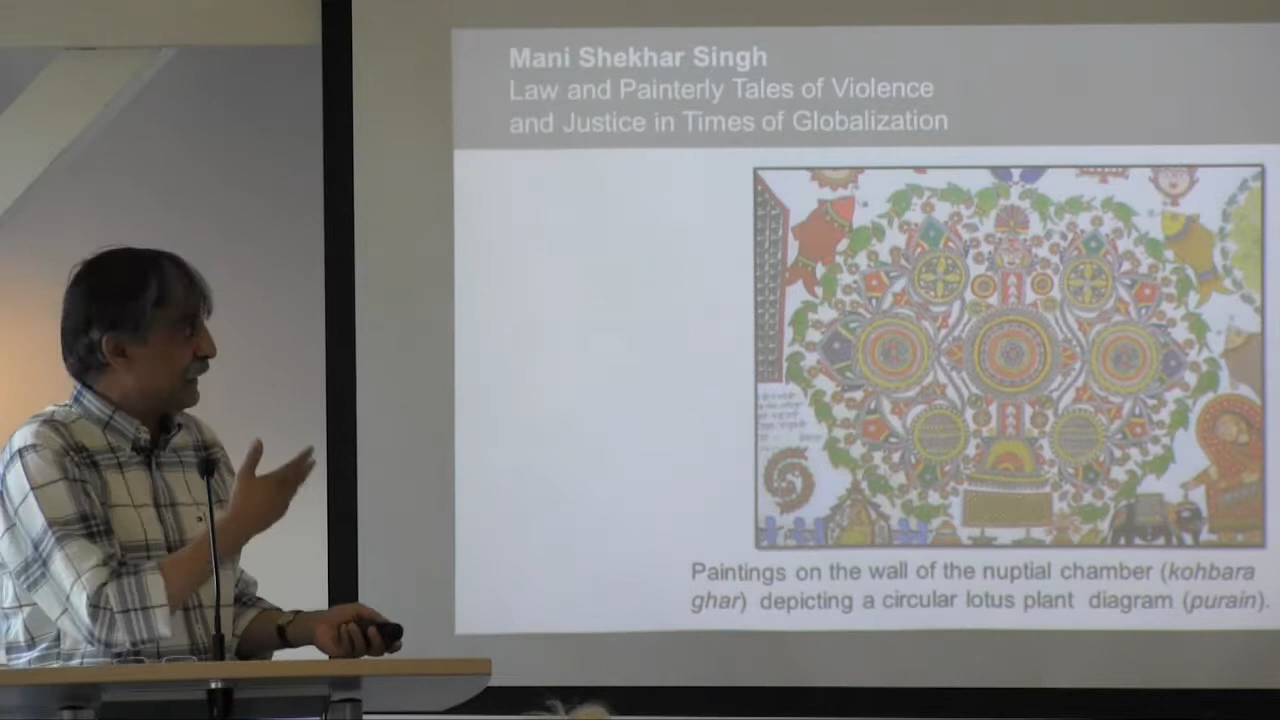 Mani Shekhar Singh
Law and Painterly Tales of Violence
and Justice in Times of Globalization
Paintings on the wall of the nuptial chamber (kohbara
ghar) depicting a circular lotus plant diagram (purain).